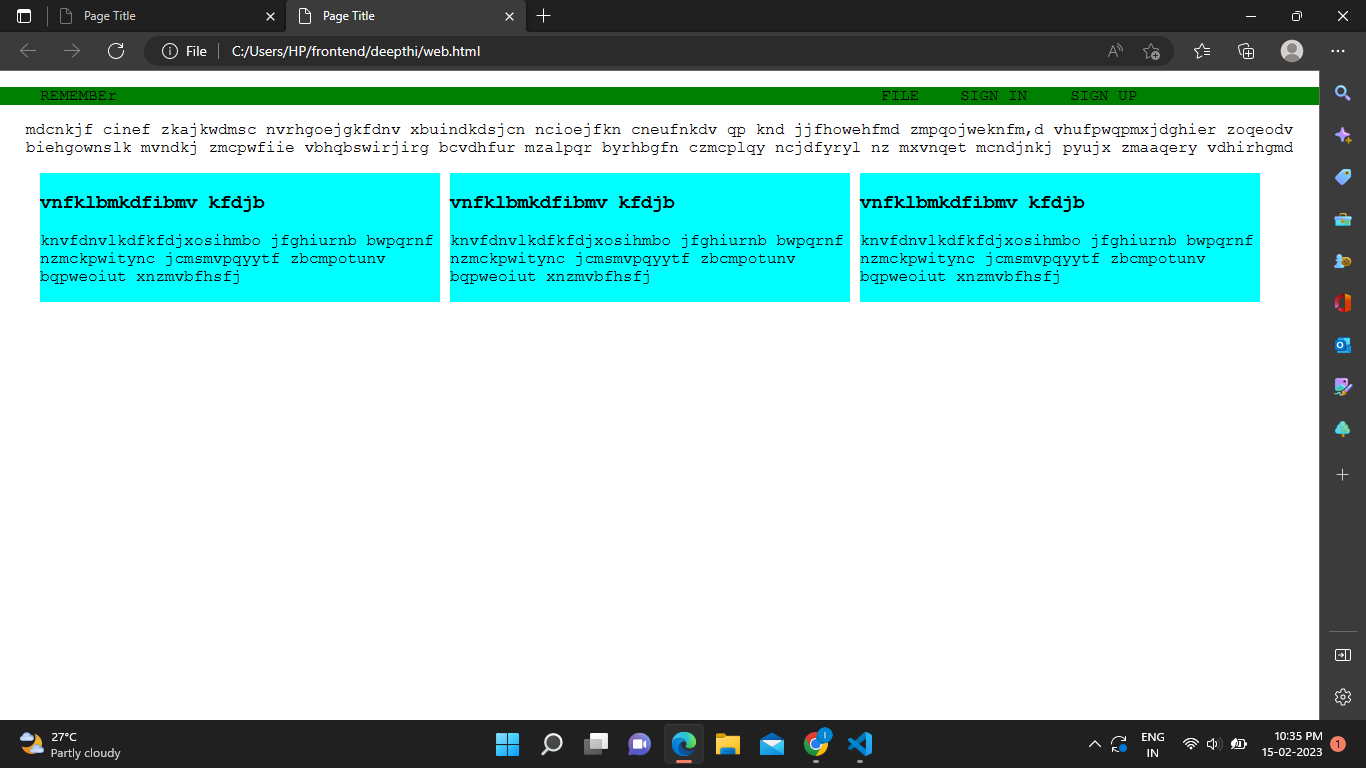 Page Title
Page Title
File
C:/Users/HP/frontend/deepthi/web.html
REMEMBEr FILE SIGN IN SIGN UP
mdcnkjf cinef zkajkwdmsc nvrhgoejgkfdnv xbuindkdsjcn ncioejfkn cneufnkdv qp knd jjfhowehfmd zmpqojweknfm,d vhufpwqpmxjdghier zoqeodv
biehgownslk mvndkj zmcpwfiie vbhqbswirjirg bcvdhfur mzalpqr byrhbgfn czmcplqy ncjdfyryl nz mxvnqet mcndjnkj pyujx zmaaqery vdhirhgmd
vnfklbmkdfibmv kfdjb
knvfdnvlkdfkfdjxosihmbo jfghiurnb bwpqrnf
nzmckpwitync jcmsmvpqyytf zbcmpotunv
bqpweoiut xnzmvbfhsfj
vnfklbmkdfibmv kfdjb
knvfdnvlkdfkfdjxosihmbo jfghiurnb bwpqrnf
nzmckpwitync jcmsmvpqyytf zbcmpotunv
bqpweoiut xnzmvbfhsfj
vnfklbmkdfibmv kfdjb
knvfdnvlkdfkfdjxosihmbo jfghiurnb bwpqrnf
nzmckpwitync jcmsmvpqyytf zbcmpotunv
bqpweoiut xnzmvbfhsfj
27°C
Partly cloudy
ENG
IN
10:35 PM
15-02-2023
1